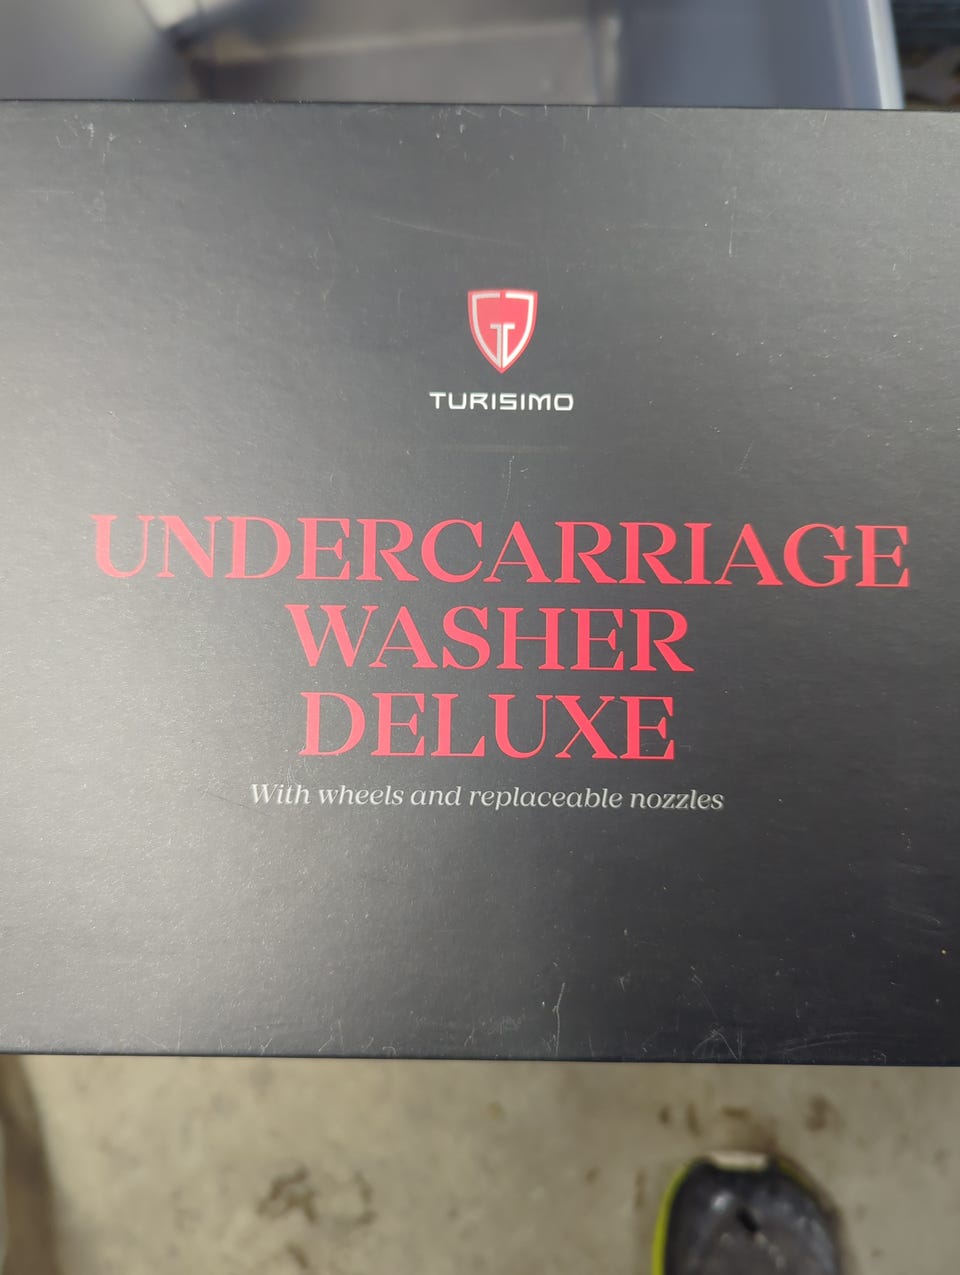 TURISIMO
UNDERCARRIAGE
WASHER
DELUXE
With wheels and replaceable nozzles